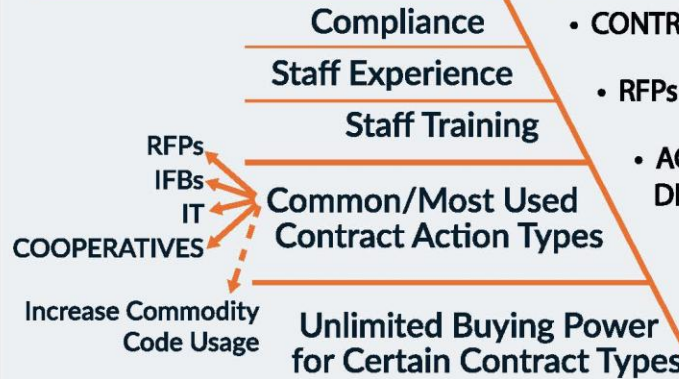 Compliance
Staff Experience
Staff Training
RFPs
IFBs
IT
COOPERATIVES
Increase Commodity
Code Usage
Common/Most Used
Contract Action Types
Unlimited Buying Power
for Certain Contract Types
• RFPs